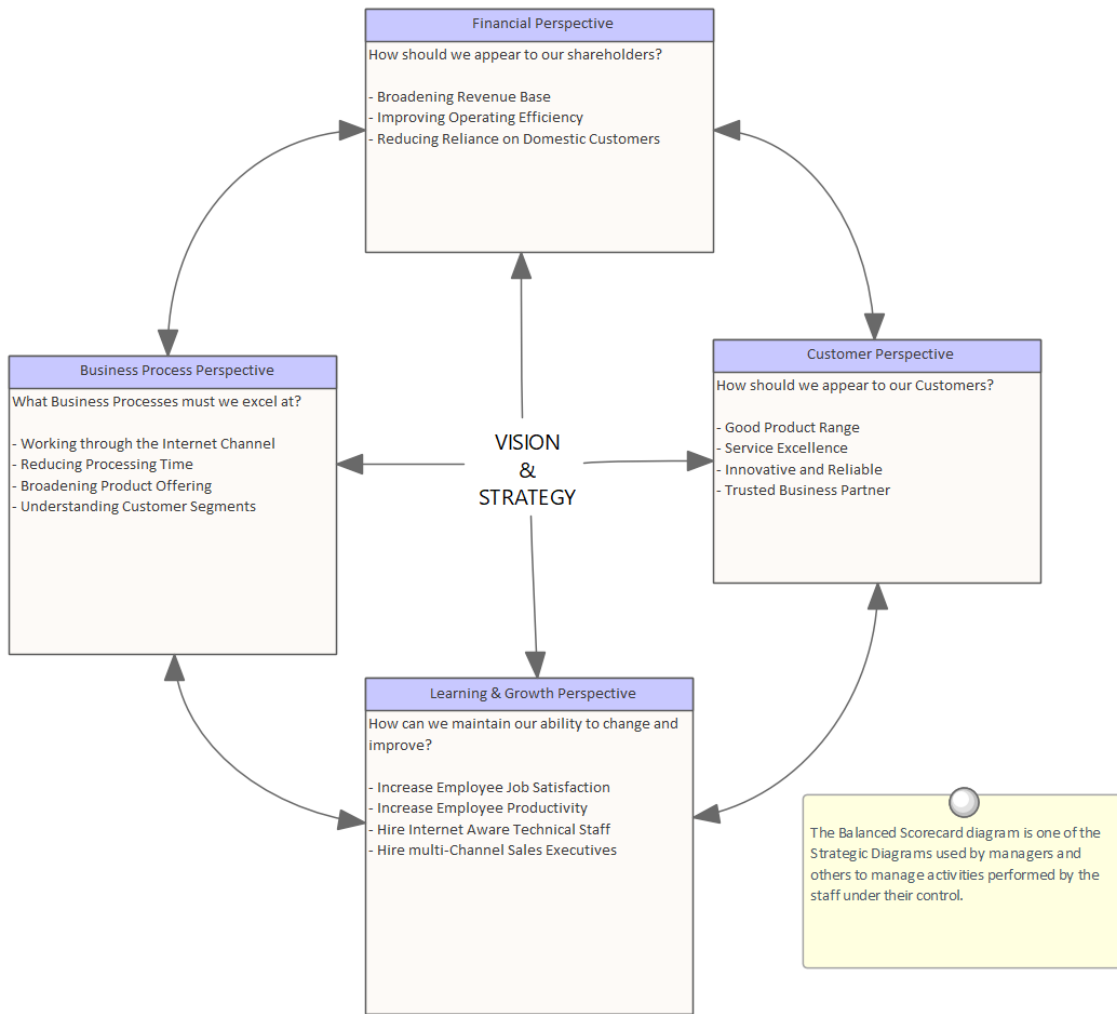 Financial Perspective
How should we appear to our shareholders?
- Broadening Revenue Base
- Improving Operating Efficiency
- Reducing Reliance on Domestic Customers
Business Process Perspective
What Business Processes must we excel at?
- Working through the Internet Channel
- Reducing Processing Time
- Broadening Product Offering
- Understanding Customer Segments
VISION
&
STRATEGY
Customer Perspective
How should we appear to our Customers?
- Good Product Range
- Service Excellence
- Innovative and Reliable
- Trusted Business Partner
Learning & Growth Perspective
How can we maintain our ability to change and
improve?
- Increase Employee Job Satisfaction
- Increase Employee Productivity
- Hire Internet Aware Technical Staff
- Hire multi-Channel Sales Executives
The Balanced Scorecard diagram is one of the
Strategic Diagrams used by managers and
others to manage activities performed by the
staff under their control.